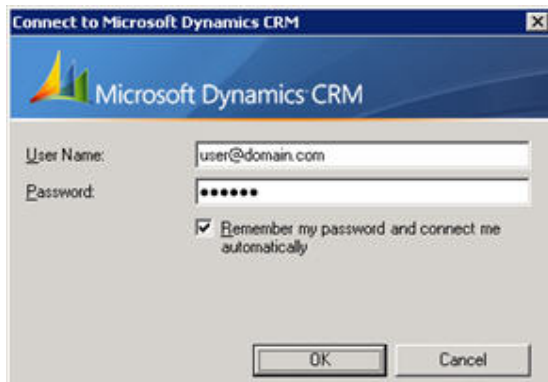 Connect to Microsoft Dynamics CRM
Microsoft Dynamics CRM
User Name:
user@domain.com
Password:
••••••
Remember my password and connect me
automatically
OK
Cancel